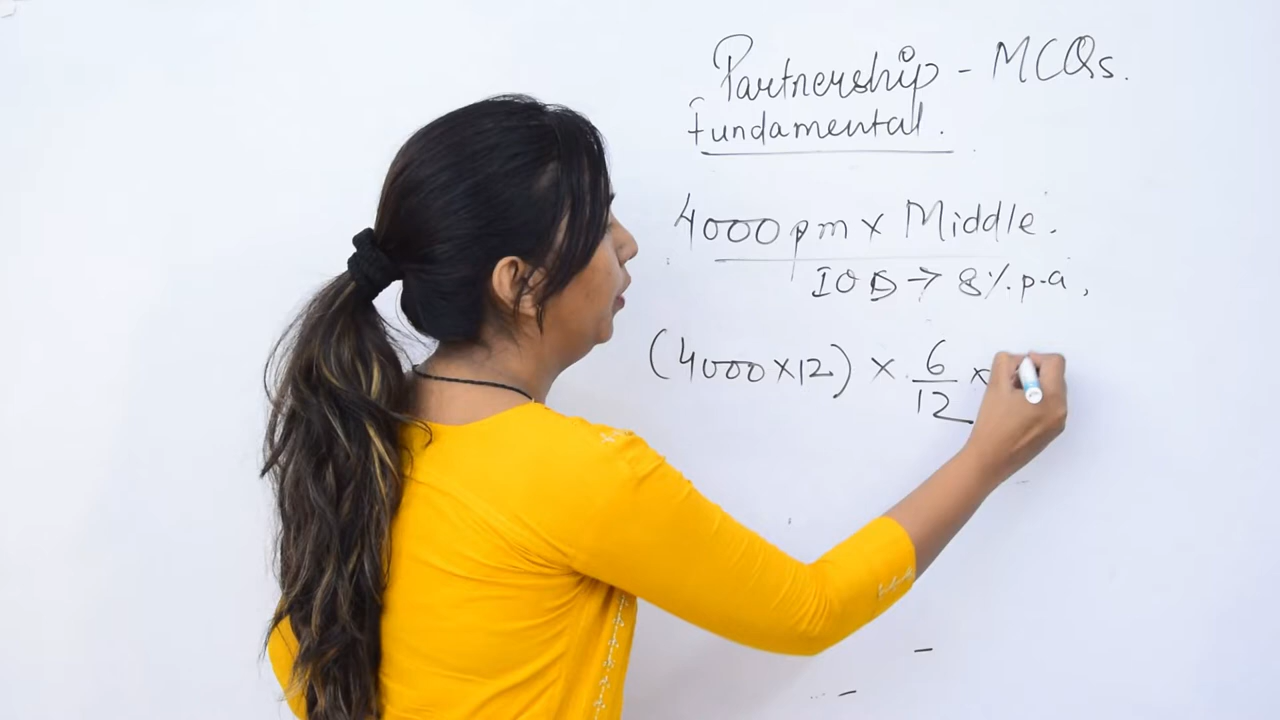 Partnership - MCQs.
fundamental.
4000 pm x Middle.
IOD → 8% p.a,
(4000 x 12) x 6/12 x